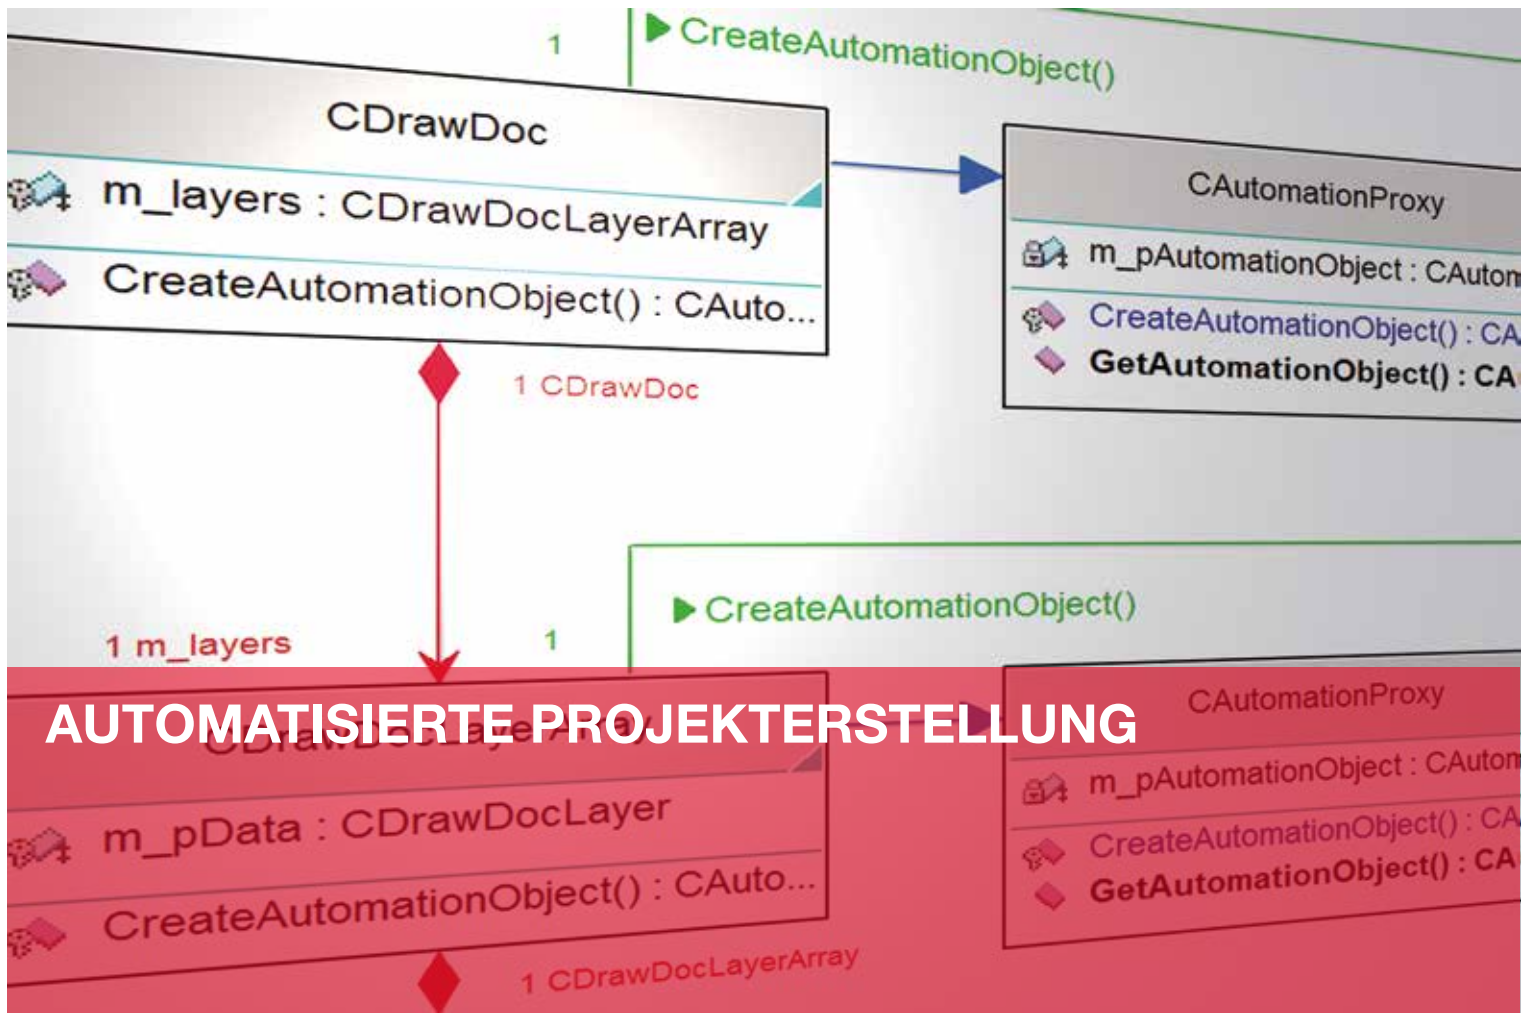 1
CreateAutomationObject()
CDrawDoc
m_layers : CDrawDocLayerArray
CreateAutomationObject() : CAuto...
CAutomationProxy
m_pAutomationObject : CAutom
CreateAutomationObject() : CA
GetAutomationObject() : CA
1 CDrawDoc
CreateAutomationObject()
1 m_layers
1
AUTOMATISIERTE PROJEKTERSTELLUNG
CDrawDocLayerArray
m_pData : CDrawDocLayer
CreateAutomationObject() : CAuto...
CAutomationProxy
m_pAutomationObject : CAutom
CreateAutomationObject() : CA
GetAutomationObject() : CA
1 CDrawDocLayerArray